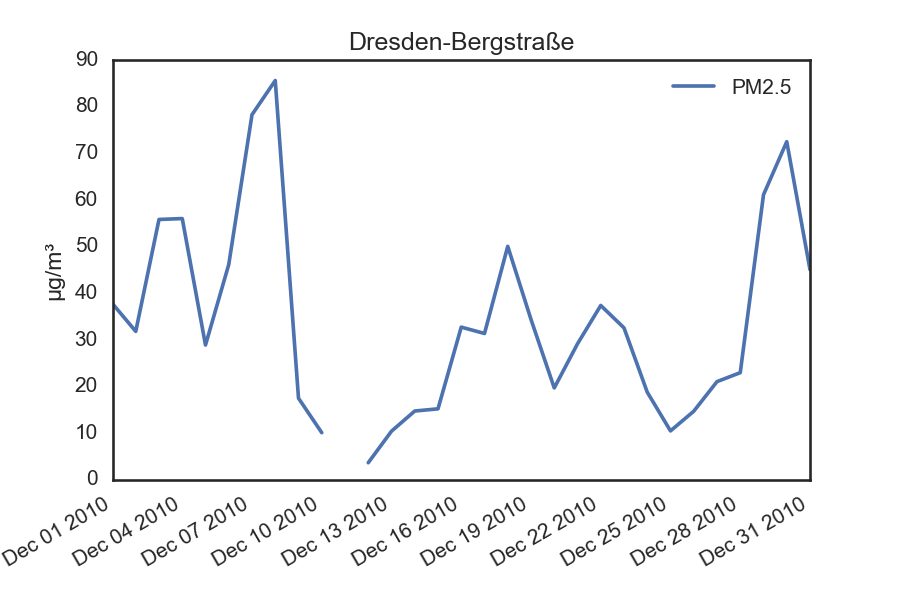 Dresden-Bergstraße
PM2.5
µg/m³
90
80
70
60
50
40
30
20
10
0
Dec 01 2010
Dec 04 2010
Dec 07 2010
Dec 10 2010
Dec 13 2010
Dec 16 2010
Dec 19 2010
Dec 22 2010
Dec 25 2010
Dec 28 2010
Dec 31 2010